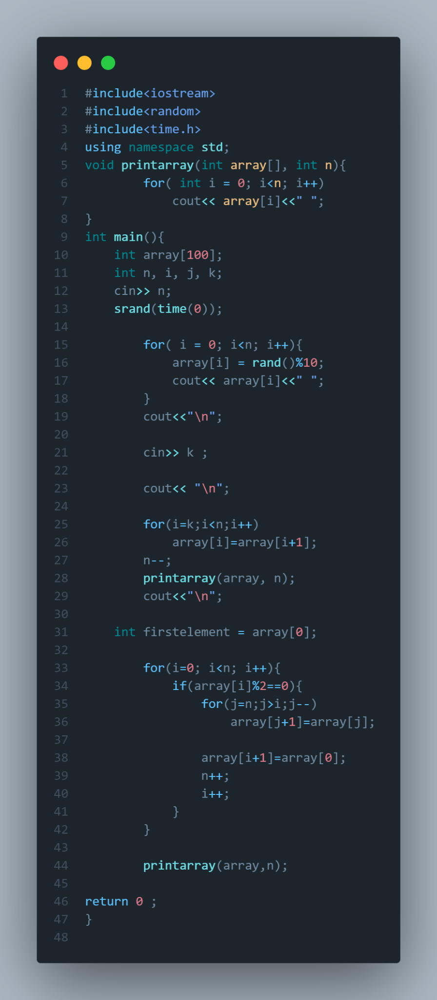 1 #include<iostream>
2 #include<random>
3 #include<time.h>
4 using namespace std;
5 void printarray(int array[], int n){
6         for( int i = 0; i<n; i++)
7             cout<< array[i]<<" ";
8 }
9 int main(){
10     int array[100];
11     int n, i, j, k;
12     cin>> n;
13     srand(time(0));
14
15         for( i = 0; i<n; i++){
16             array[i] = rand()%10;
17             cout<< array[i]<<" ";
18         }
19         cout<<"\n";
20
21         cin>> k ;
22
23         cout<< "\n";
24
25         for(i=k;i<n;i++)
26             array[i]=array[i+1];
27         n--;
28         printarray(array, n);
29         cout<<"\n";
30
31     int firstelement = array[0];
32
33         for(i=0; i<n; i++){
34             if(array[i]%2==0){
35                 for(j=n;j>i;j--)
36                     array[j+1]=array[j];
37
38                 array[i+1]=array[0];
39                 n++;
40                 i++;
41             }
42         }
43
44         printarray(array,n);
45
46 return 0 ;
47 }
48